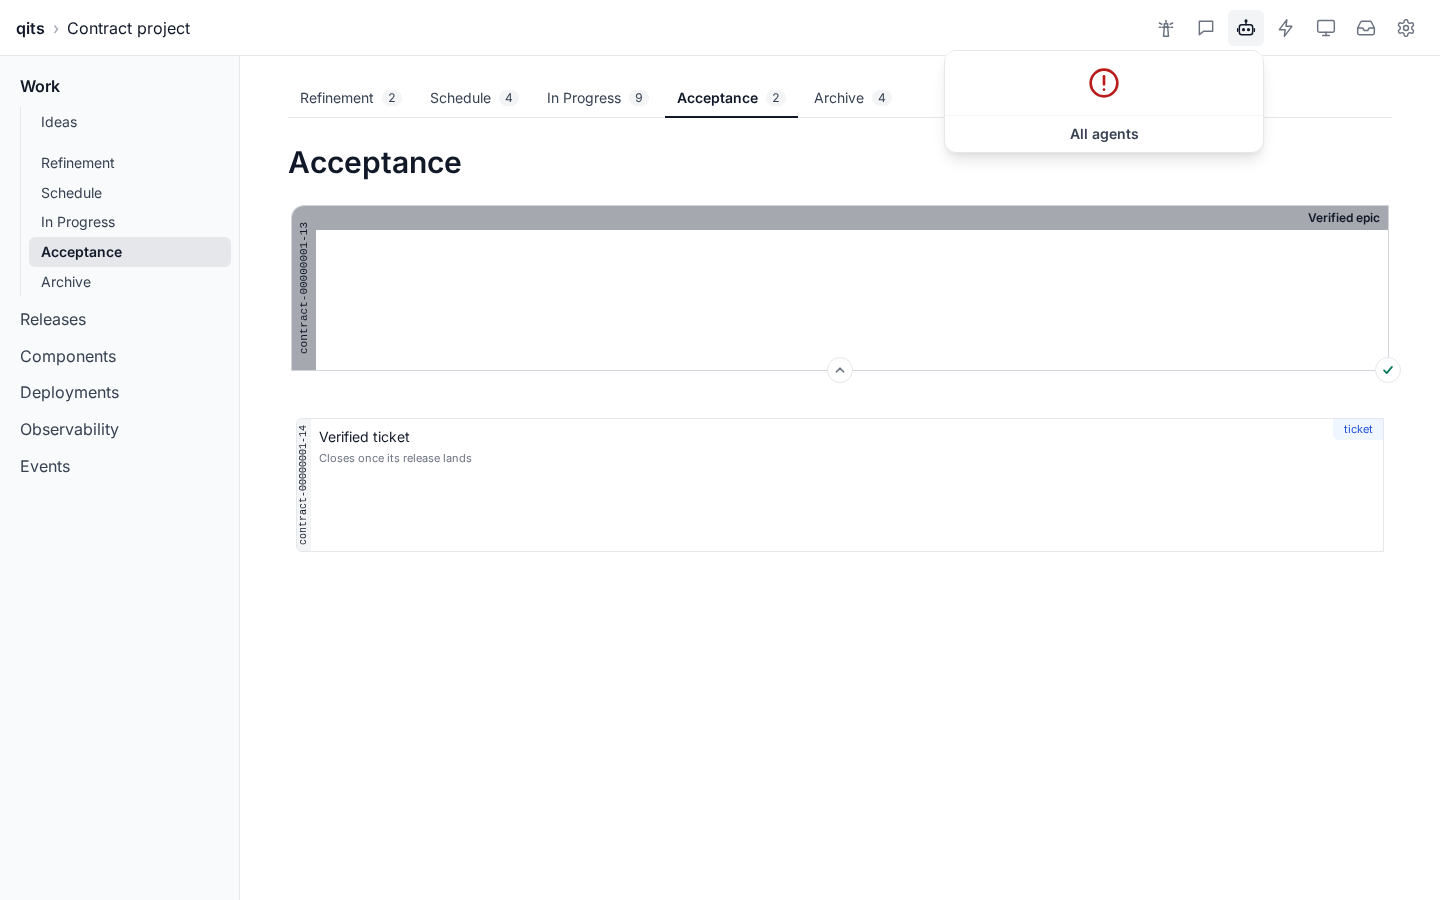 qits › Contract project
All agents
Work
Ideas
Refinement
Schedule
In Progress
Acceptance
Archive
Releases
Components
Deployments
Observability
Events
Refinement 2
Schedule 4
In Progress 9
Acceptance 2
Archive 4
Acceptance
contract-00000001-13
Verified epic
contract-00000001-14
Verified ticket
ticket
Closes once its release lands